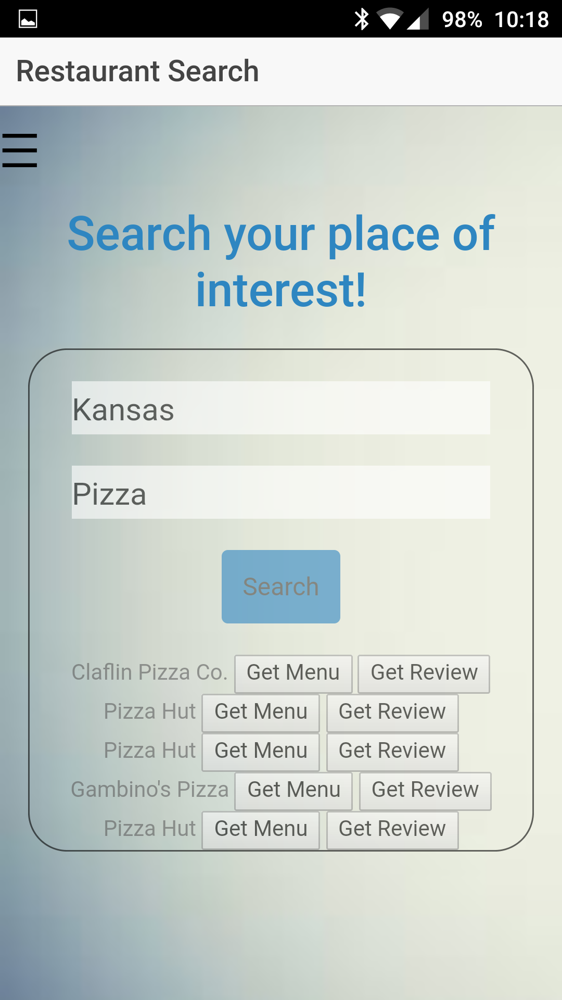 98% 10:18
Restaurant Search
Search your place of
interest!
Kansas
Pizza
Search
Claflin Pizza Co. Get Menu Get Review
Pizza Hut Get Menu Get Review
Pizza Hut Get Menu Get Review
Gambino's Pizza Get Menu Get Review
Pizza Hut Get Menu Get Review